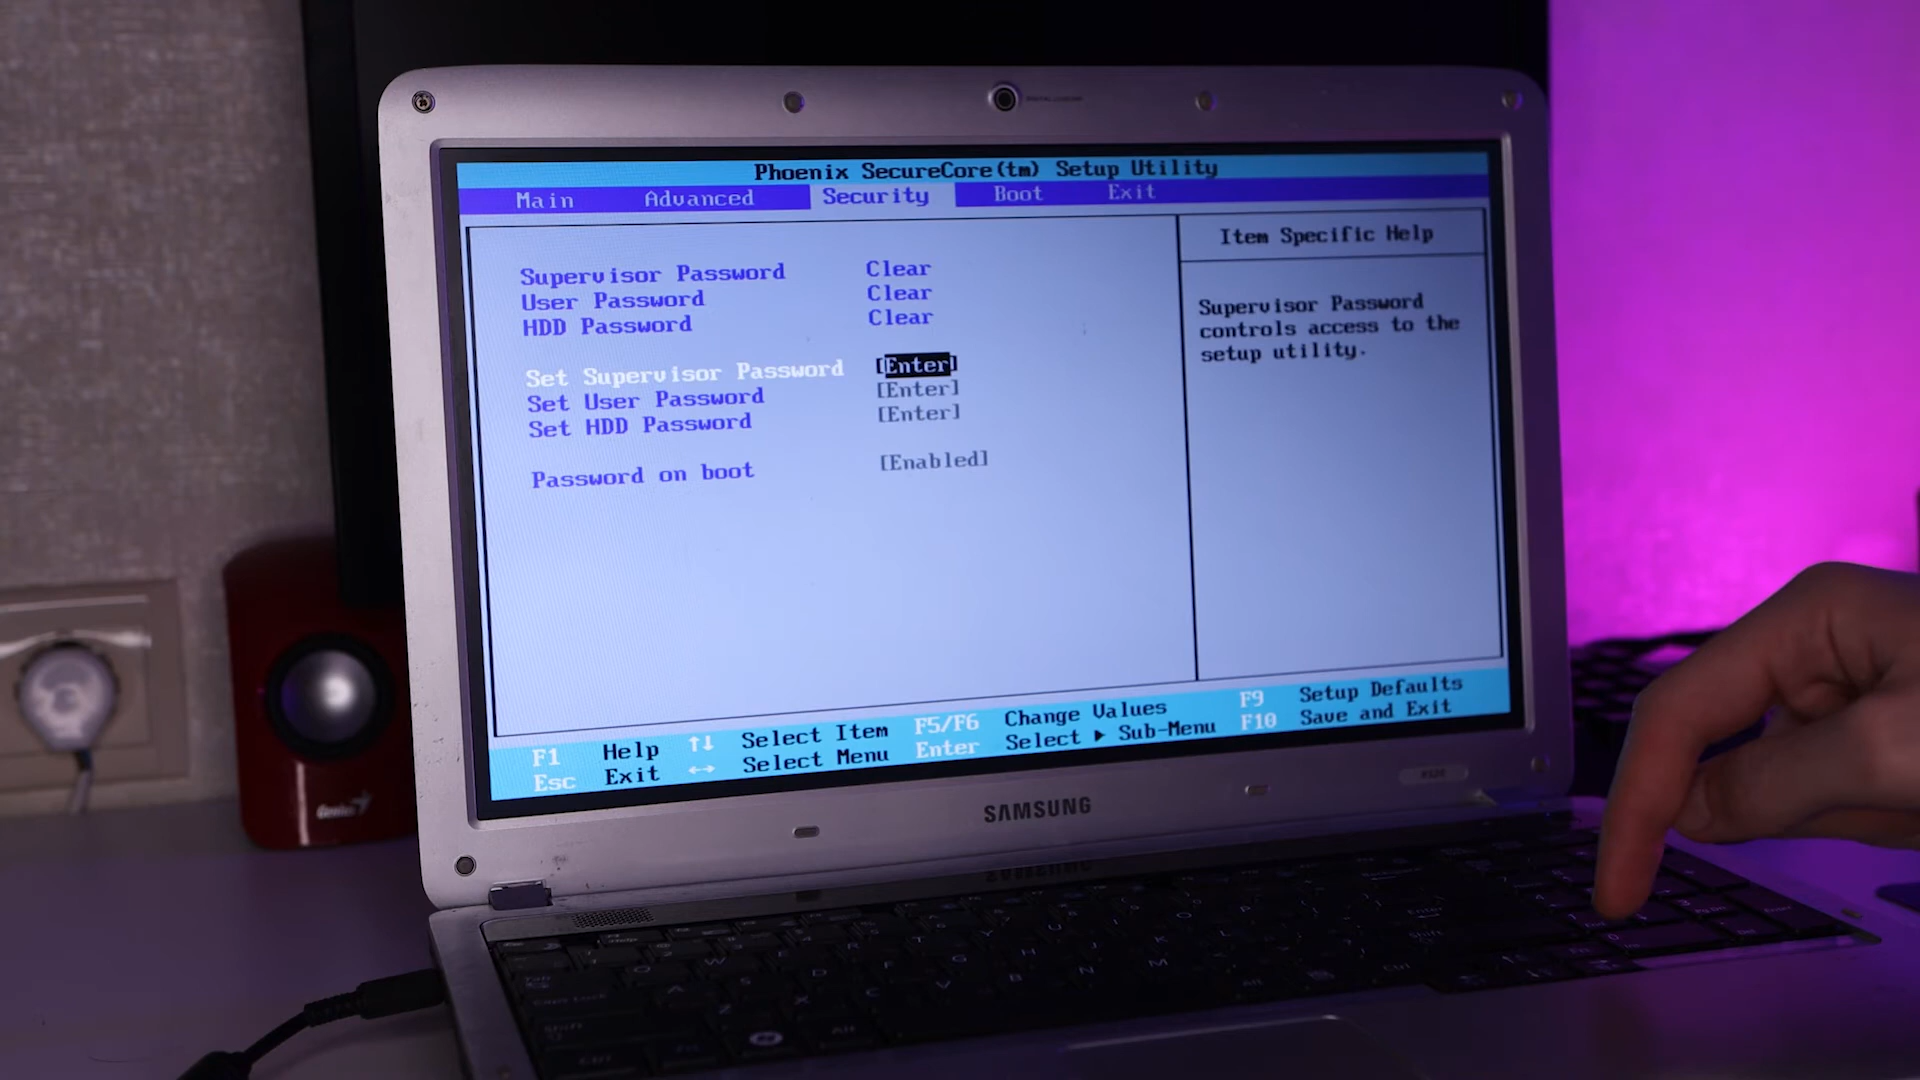 Phoenix SecureCore(tm) Setup Utility
Main Advanced Security Boot Exit
Item Specific Help
Supervisor Password Clear
User Password Clear
HDD Password Clear
Set Supervisor Password [Enter]
Set User Password [Enter]
Set HDD Password [Enter]
Password on boot [Enabled]
Supervisor Password
controls access to the
setup utility.
F1 Help ↑↓ Select Item F5/F6 Change Values F9 Setup Defaults
Esc Exit ↔ Select Menu Enter Select ▶ Sub-Menu F10 Save and Exit
SAMSUNG
Genius